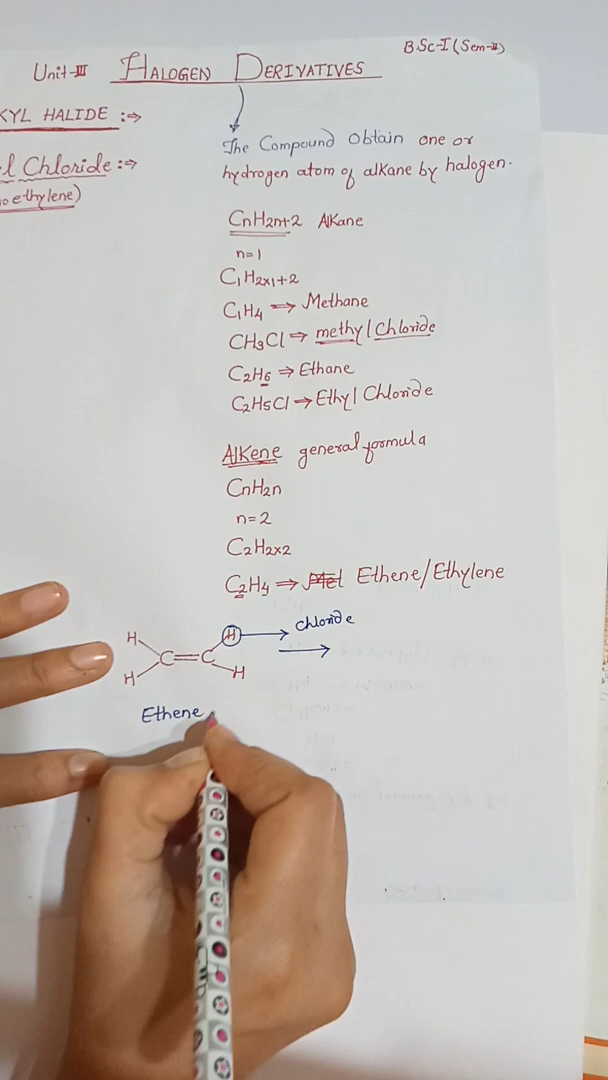 BSc-I (Sem-II)
Unit-III HALOGEN DERIVATIVES
KYL HALIDE :⇒
The Compound Obtain one or
hydrogen atom of alkane by halogen.
l Chloride :⇒
oethylene)
CnH2n+2 Alkane
n=1
C1H2x1+2
C1H4 ⇒ Methane
CH3Cl ⇒ methyl Chloride
C2H6 ⇒ Ethane
C2H5Cl → Ethyl Chloride
Alkene general formula
CnH2n
n=2
C2H2x2
C2H4 ⇒ Ethene/Ethylene
H H → chloride
C=C →
H H
Ethene